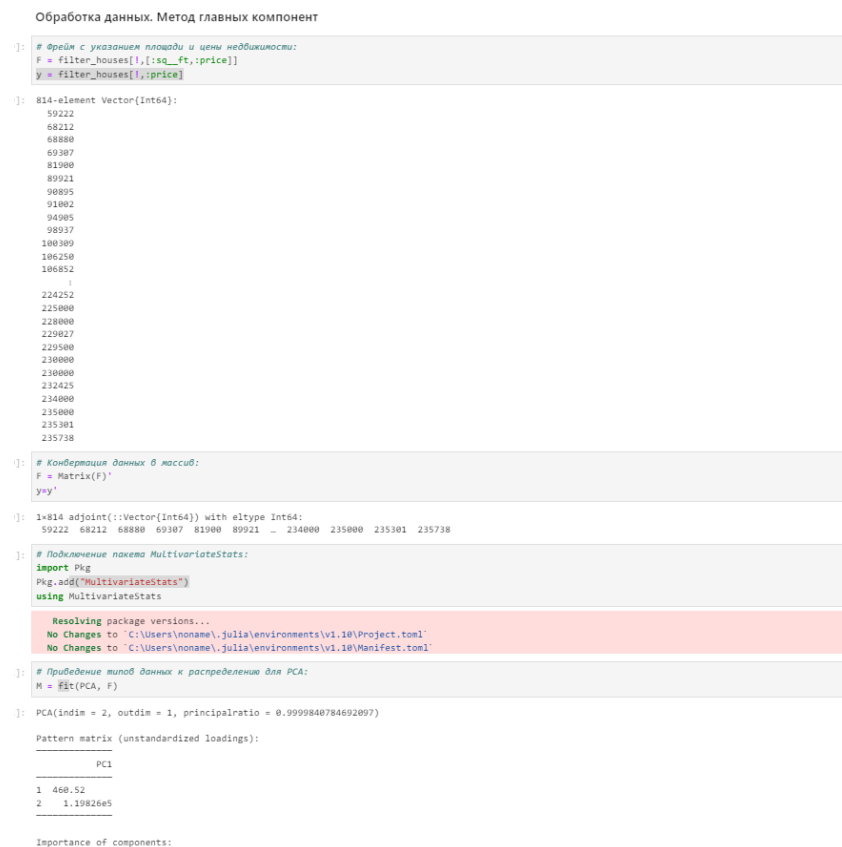 Обработка данных. Метод главных компонент
]: # Фрейм с указанием площади и цены недвижимости:
F = filter_houses[!,[:sq__ft,:price]]
y = filter_houses[!,:price]
]: 814-element Vector{Int64}:
59222
68212
68880
69307
81900
89921
90895
91002
94905
98937
100309
106250
106852
⋮
224252
225000
228000
229027
229500
230000
230000
232425
234000
235000
235301
235738
]: # Конвертация данных в массив:
F = Matrix(F)'
y=y'
]: 1×814 adjoint(::Vector{Int64}) with eltype Int64:
59222 68212 68880 69307 81900 89921 … 234000 235000 235301 235738
]: # Подключение пакета MultivariateStats:
import Pkg
Pkg.add("MultivariateStats")
using MultivariateStats
Resolving package versions...
No Changes to `C:\Users\noname\.julia\environments\v1.10\Project.toml`
No Changes to `C:\Users\noname\.julia\environments\v1.10\Manifest.toml`
]: # Приведение типов данных к распределению для PCA:
M = fit(PCA, F)
]: PCA(indim = 2, outdim = 1, principalratio = 0.9999840784692097)
Pattern matrix (unstandardized loadings):
PC1
1 460.52
2 1.19826e5
Importance of components: